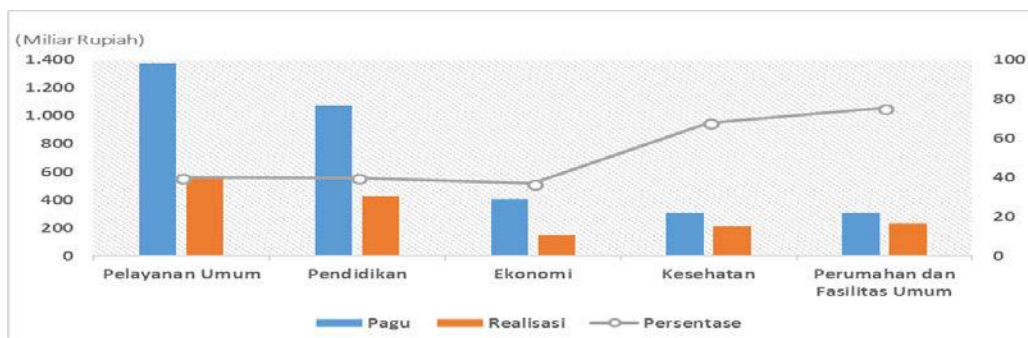 (Miliar Rupiah)
1.400
1.200
1.000
800
600
400
200
0
100
80
60
40
20
0
Pelayanan Umum
Pendidikan
Ekonomi
Kesehatan
Perumahan dan
Fasilitas Umum
Pagu
Realisasi
Persentase